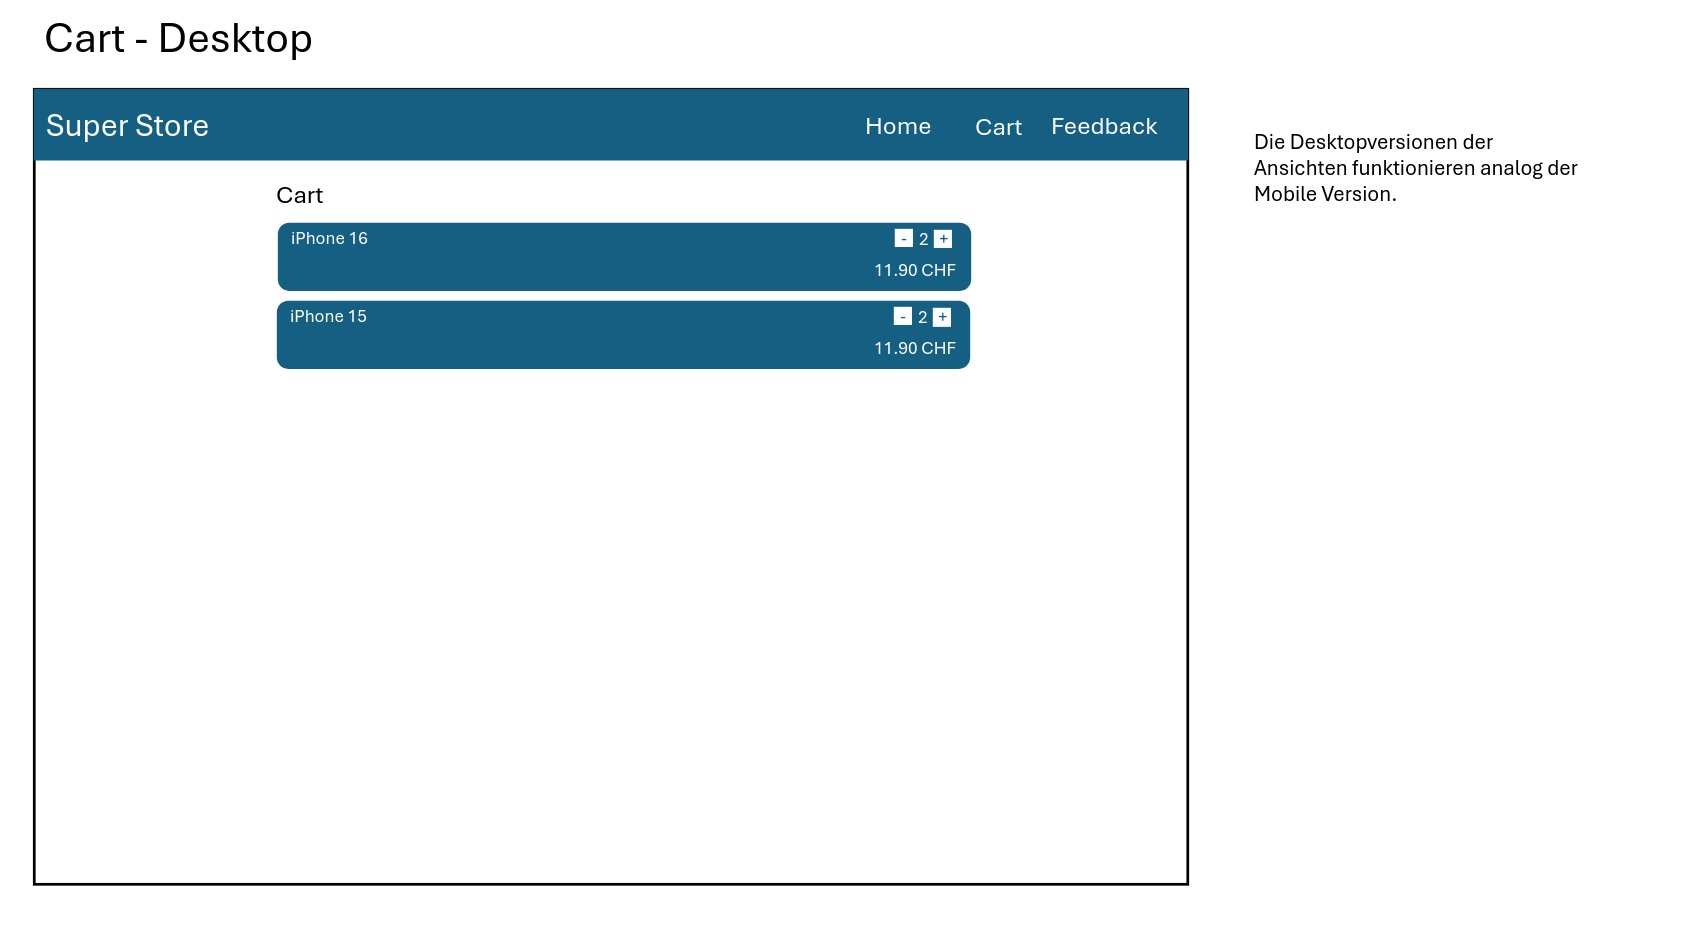 Cart - Desktop
Super Store
Home
Cart
Feedback
Die Desktopversionen der
Ansichten funktionieren analog der
Mobile Version.
Cart
iPhone 16
- 2 +
11.90 CHF
iPhone 15
- 2 +
11.90 CHF